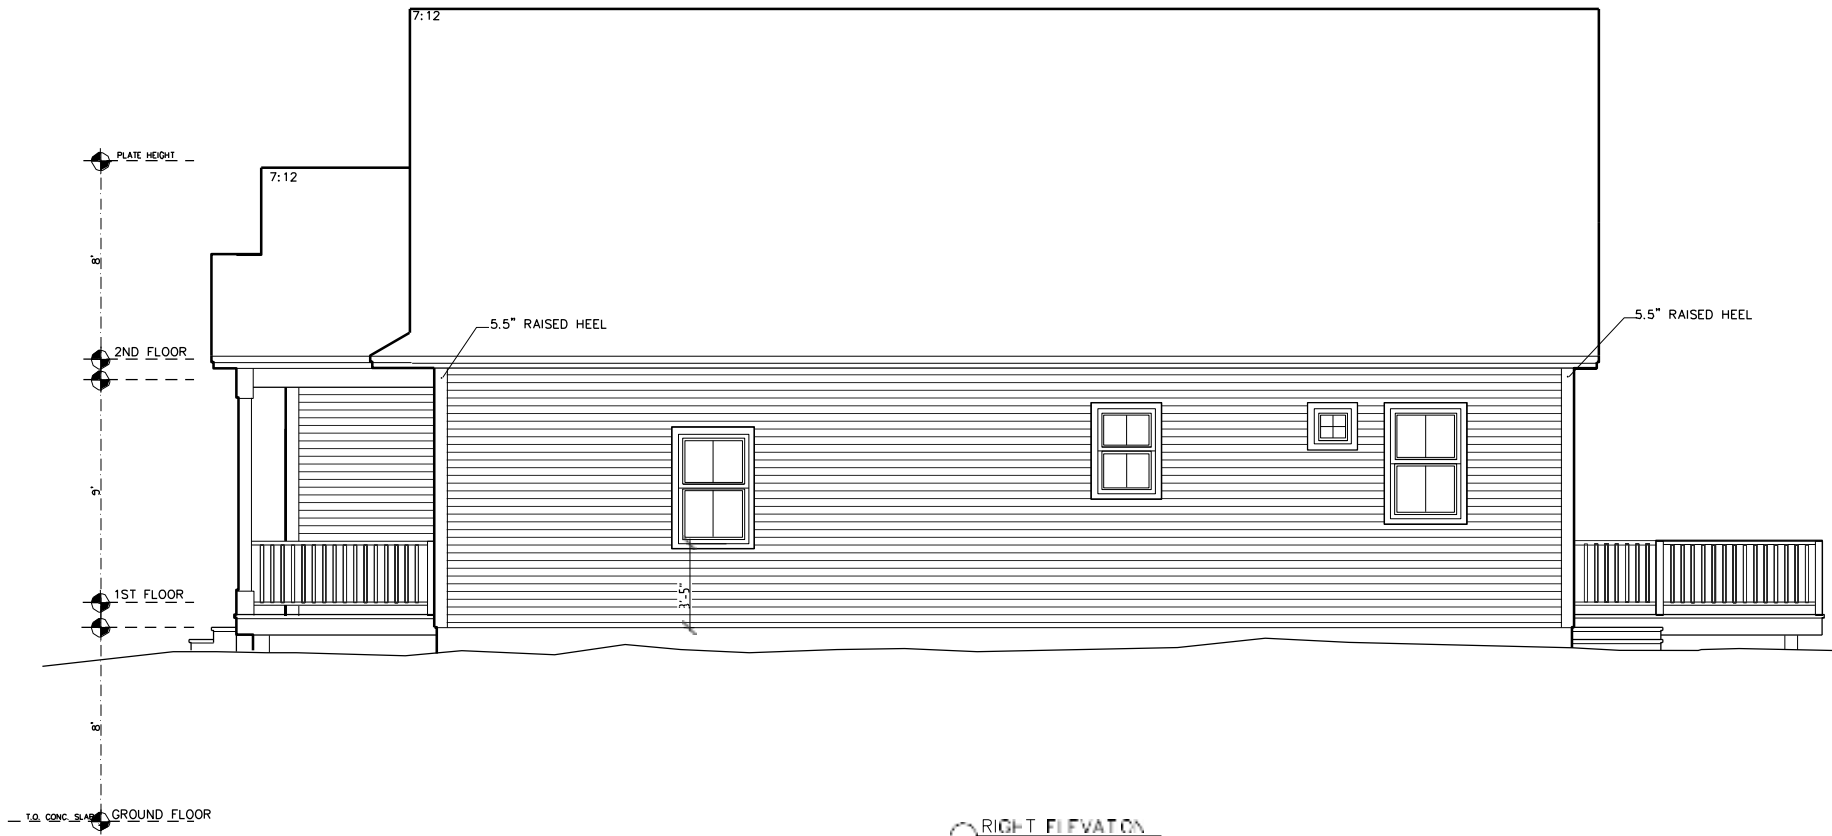 7:12
PLATE HEIGHT
7:12
8'
5.5" RAISED HEEL
5.5" RAISED HEEL
2ND FLOOR
9'
3'-5"
1ST FLOOR
8'
T.O. CONC. SLAB
GROUND FLOOR
RIGHT ELEVATION